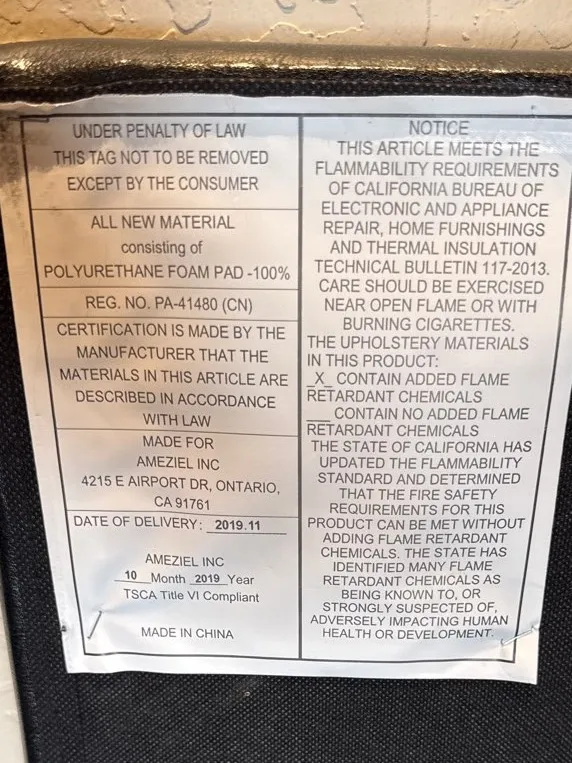 UNDER PENALTY OF LAW
THIS TAG NOT TO BE REMOVED
EXCEPT BY THE CONSUMER
ALL NEW MATERIAL
consisting of
POLYURETHANE FOAM PAD -100%
REG. NO. PA-41480 (CN)
CERTIFICATION IS MADE BY THE
MANUFACTURER THAT THE
MATERIALS IN THIS ARTICLE ARE
DESCRIBED IN ACCORDANCE
WITH LAW
MADE FOR
AMEZIEL INC
4215 E AIRPORT DR, ONTARIO,
CA 91761
DATE OF DELIVERY: 2019.11
AMEZIEL INC
10 Month 2019 Year
TSCA Title VI Compliant
MADE IN CHINA
NOTICE
THIS ARTICLE MEETS THE
FLAMMABILITY REQUIREMENTS
OF CALIFORNIA BUREAU OF
ELECTRONIC AND APPLIANCE
REPAIR, HOME FURNISHINGS
AND THERMAL INSULATION
TECHNICAL BULLETIN 117-2013.
CARE SHOULD BE EXERCISED
NEAR OPEN FLAME OR WITH
BURNING CIGARETTES.
THE UPHOLSTERY MATERIALS
IN THIS PRODUCT:
_X_ CONTAIN ADDED FLAME
RETARDANT CHEMICALS
___CONTAIN NO ADDED FLAME
RETARDANT CHEMICALS
THE STATE OF CALIFORNIA HAS
UPDATED THE FLAMMABILITY
STANDARD AND DETERMINED
THAT THE FIRE SAFETY
REQUIREMENTS FOR THIS
PRODUCT CAN BE MET WITHOUT
ADDING FLAME RETARDANT
CHEMICALS. THE STATE HAS
IDENTIFIED MANY FLAME
RETARDANT CHEMICALS AS
BEING KNOWN TO, OR
STRONGLY SUSPECTED OF,
ADVERSELY IMPACTING HUMAN
HEALTH OR DEVELOPMENT.